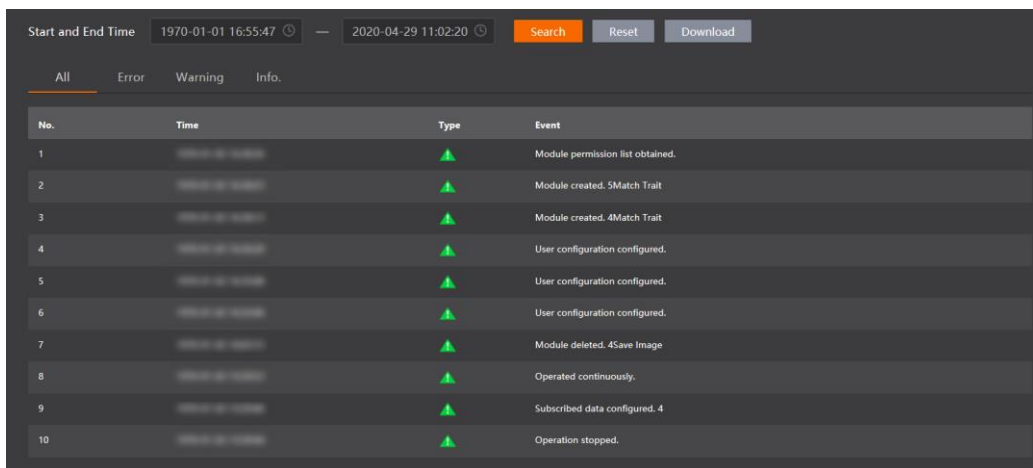 Start and End Time 1970-01-01 16:55:47 — 2020-04-29 11:02:20 Search Reset Download
All Error Warning Info.
No. Time Type Event
1 Module permission list obtained.
2 Module created. 5Match Trait
3 Module created. 4Match Trait
4 User configuration configured.
5 User configuration configured.
6 User configuration configured.
7 Module deleted. 4Save Image
8 Operated continuously.
9 Subscribed data configured. 4
10 Operation stopped.